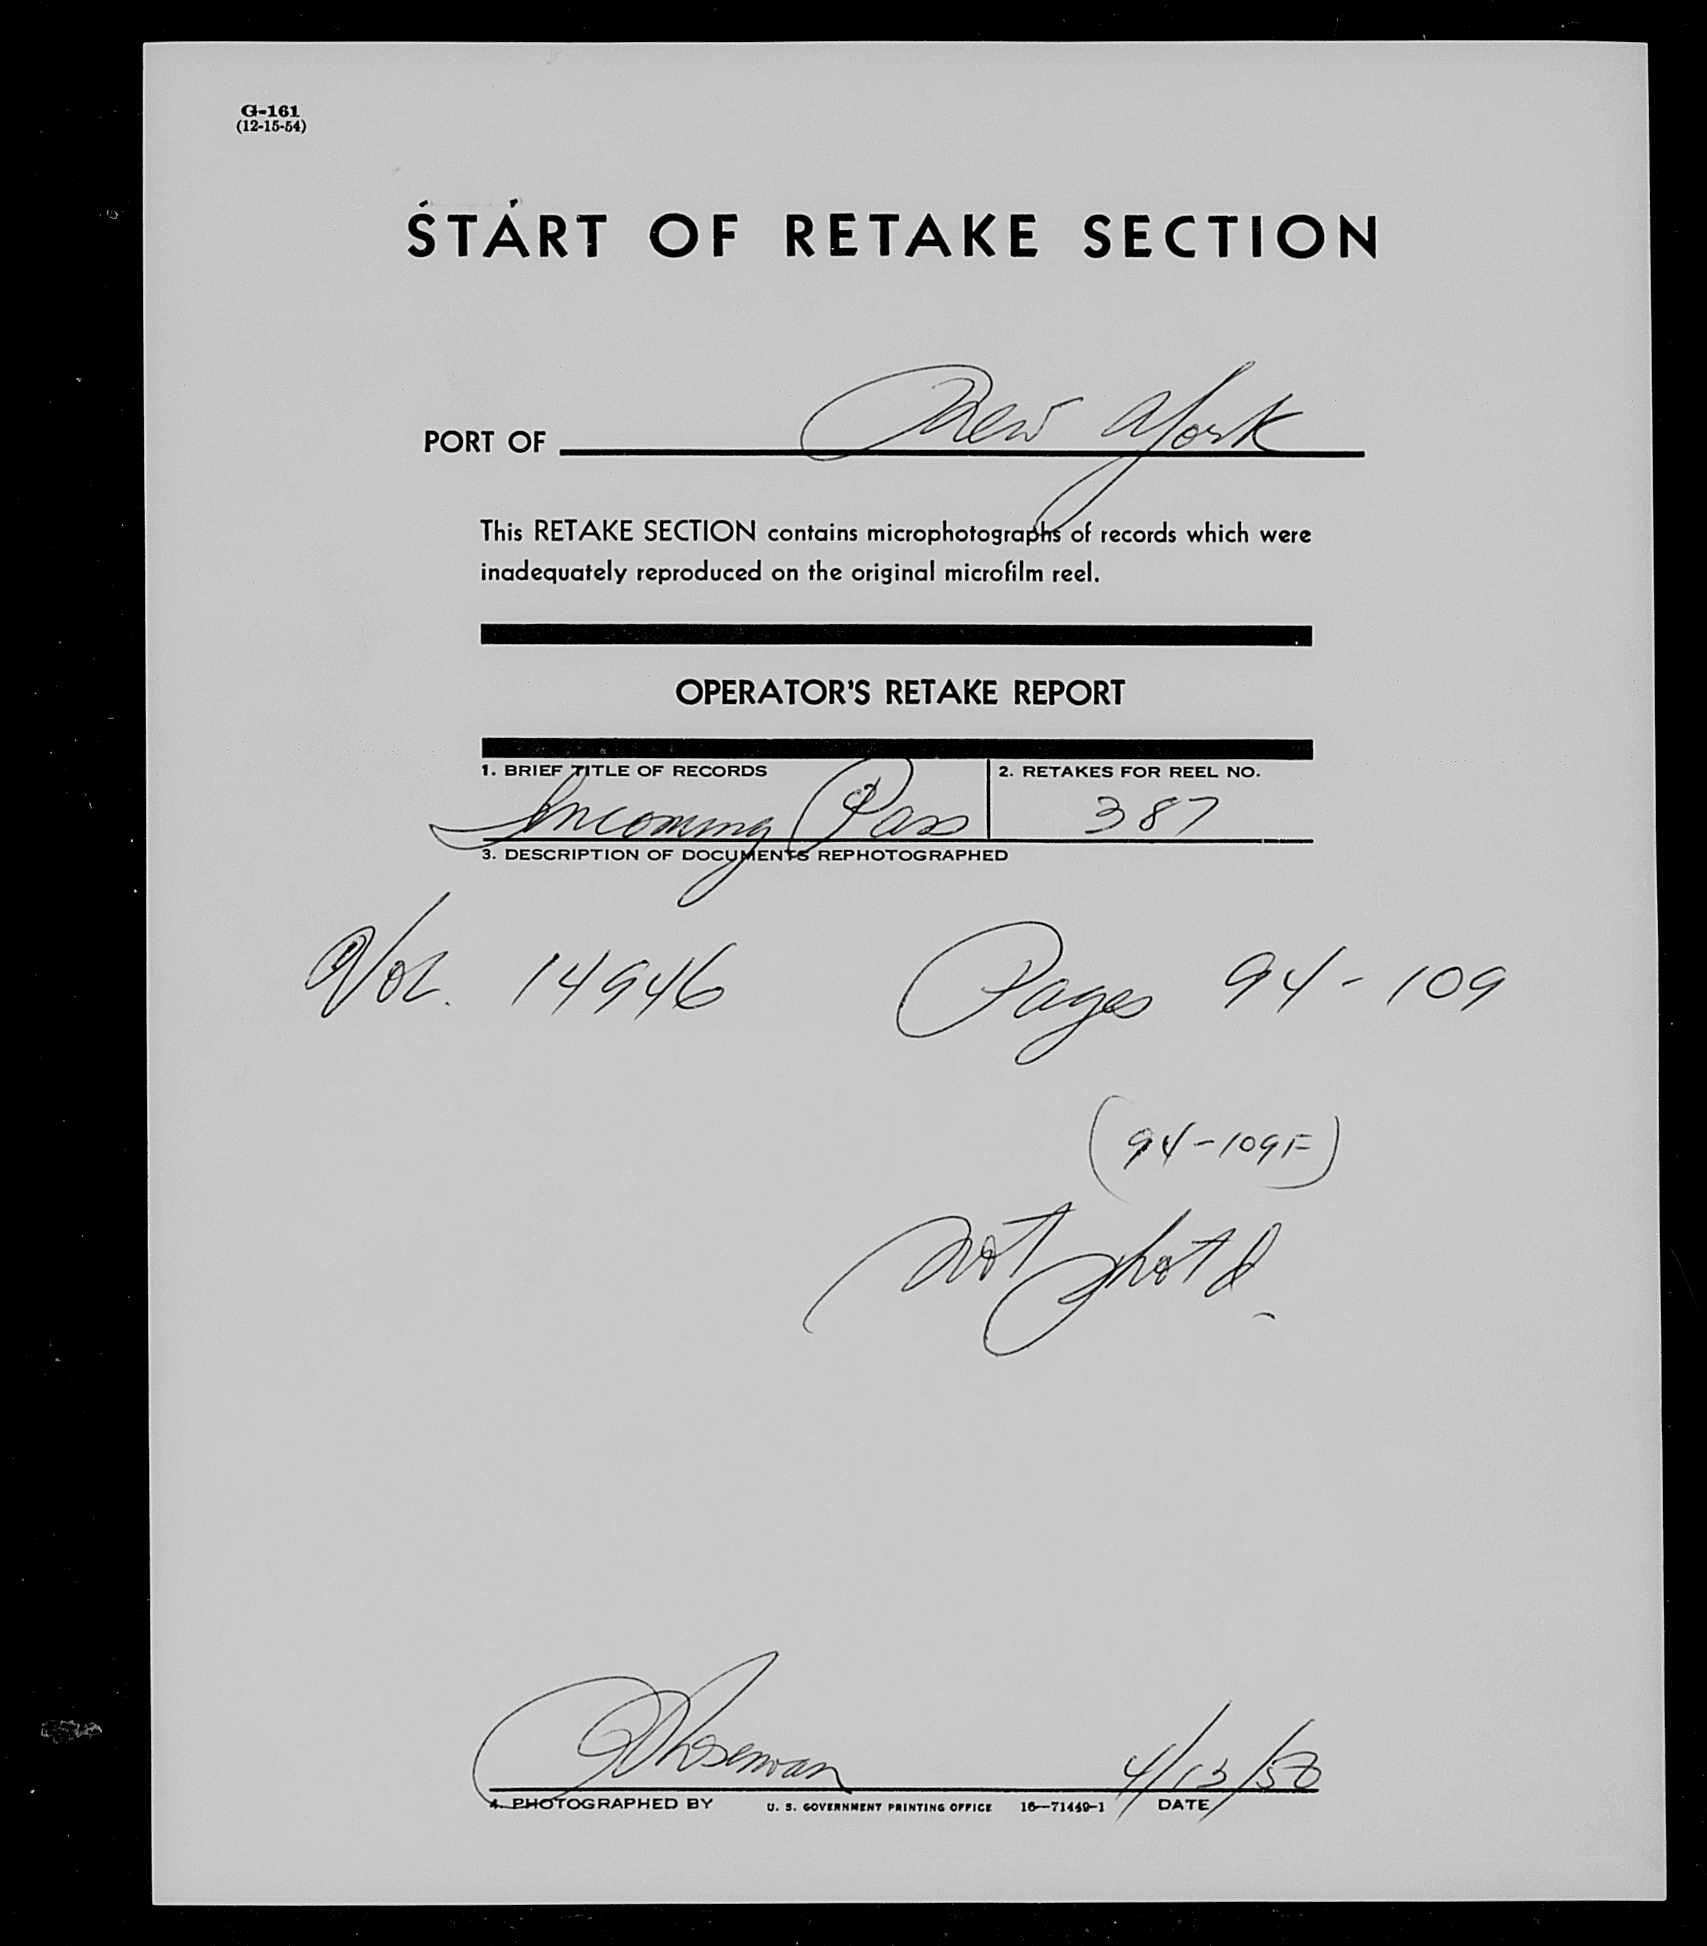 G-161
(12-15-54)
START OF RETAKE SECTION
PORT OF New York
This RETAKE SECTION contains microphotographs of records which were
inadequately reproduced on the original microfilm reel.
OPERATOR'S RETAKE REPORT
1. BRIEF TITLE OF RECORDS
Incoming Pass
2. RETAKES FOR REEL NO.
387
3. DESCRIPTION OF DOCUMENTS REPHOTOGRAPHED
Vol. 14946 Pages 94-109
(94-109F)
not phot'd.
4/13/58
4. PHOTOGRAPHED BY U. S. GOVERNMENT PRINTING OFFICE 16—71449-1 DATE